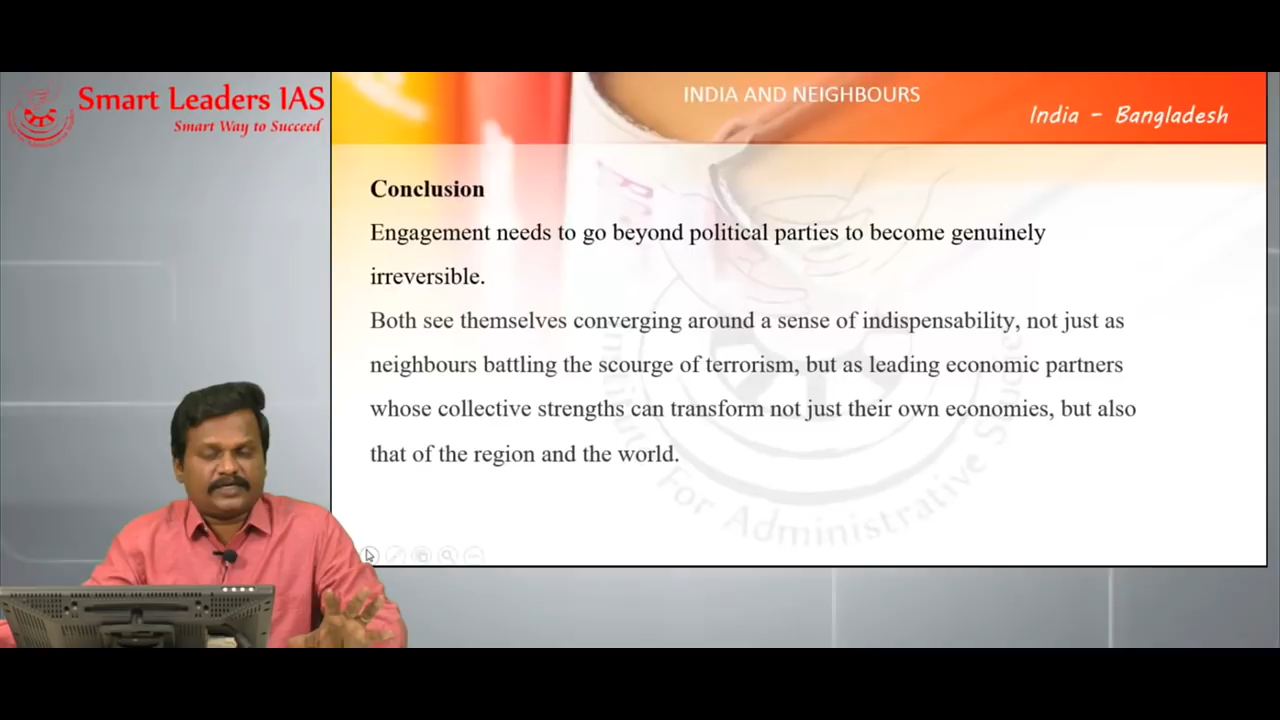 Smart Leaders IAS
Smart Way to Succeed
INDIA AND NEIGHBOURS
India - Bangladesh
Conclusion
Engagement needs to go beyond political parties to become genuinely
irreversible.
Both see themselves converging around a sense of indispensability, not just as
neighbours battling the scourge of terrorism, but as leading economic partners
whose collective strengths can transform not just their own economies, but also
that of the region and the world.
For Administrative